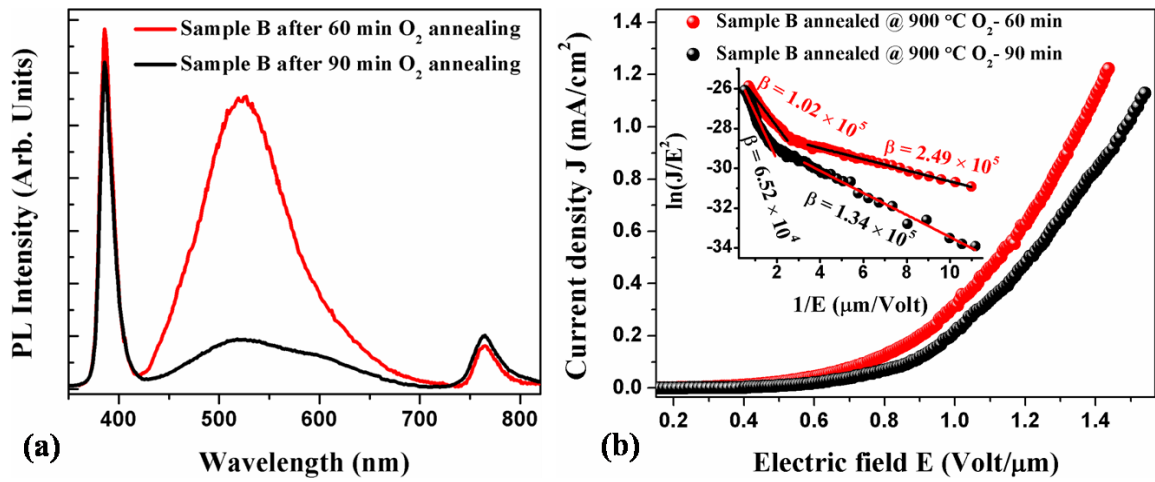 Sample B after 60 min O₂ annealing
Sample B after 90 min O₂ annealing
PL Intensity (Arb. Units)
400
500
600
700
800
Wavelength (nm)
(a)
Sample B annealed @ 900 °C O₂- 60 min
Sample B annealed @ 900 °C O₂- 90 min
Current density J (mA/cm²)
1.4
1.2
1.0
0.8
0.6
0.4
0.2
0.0
0.2
0.4
0.6
0.8
1.0
1.2
1.4
Electric field E (Volt/μm)
(b)
ln(J/E²)
-26
-28
-30
-32
-34
2
4
6
8
10
1/E (μm/Volt)
β = 1.02 × 10⁵
β = 2.49 × 10⁵
β = 6.52 × 10⁴
β = 1.34 × 10⁵